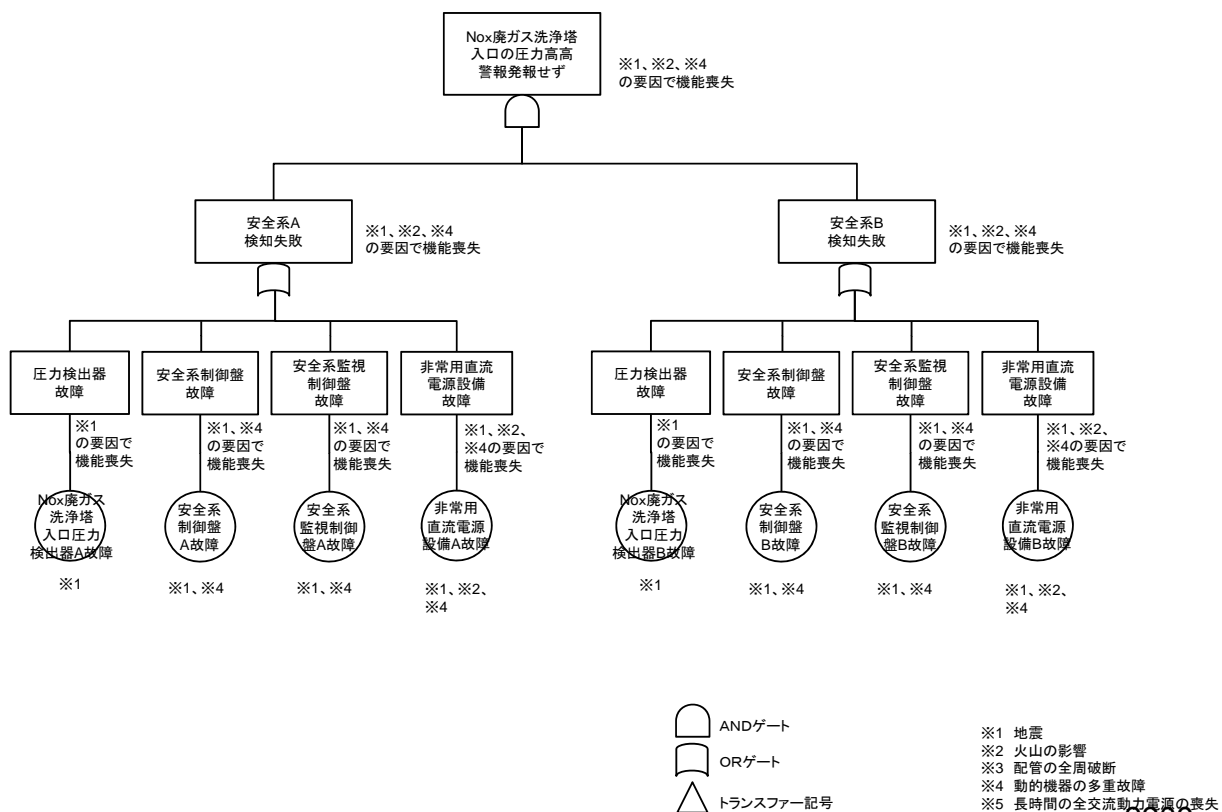 Nox廃ガス洗浄塔
入口の圧力高高
警報発報せず
※1、※2、※4
の要因で機能喪失
安全系A
検知失敗
※1、※2、※4
の要因で機能喪失
安全系B
検知失敗
※1、※2、※4
の要因で機能喪失
圧力検出器
故障
安全系制御盤
故障
安全系監視
制御盤
故障
非常用直流
電源設備
故障
圧力検出器
故障
安全系制御盤
故障
安全系監視
制御盤
故障
非常用直流
電源設備
故障
※1
の要因で
機能喪失
※1、※4
の要因で
機能喪失
※1、※4
の要因で
機能喪失
※1、※2、
※4の要因で
機能喪失
※1
の要因で
機能喪失
※1、※4
の要因で
機能喪失
※1、※4
の要因で
機能喪失
※1、※2、
※4の要因で
機能喪失
Nox廃ガス
洗浄塔
入口圧力
検出器A故障
安全系
制御盤
A故障
安全系
監視制御
盤A故障
非常用
直流電源
設備A故障
Nox廃ガス
洗浄塔
入口圧力
検出器B故障
安全系
制御盤
B故障
安全系
監視制御
盤B故障
非常用
直流電源
設備B故障
※1
※1、※4
※1、※4
※1、※2、
※4
※1
※1、※4
※1、※4
※1、※2、
※4
ANDゲート
ORゲート
トランスファー記号
※1 地震
※2 火山の影響
※3 配管の全周破断
※4 動的機器の多重故障
※5 長時間の全交流動力電源の喪失